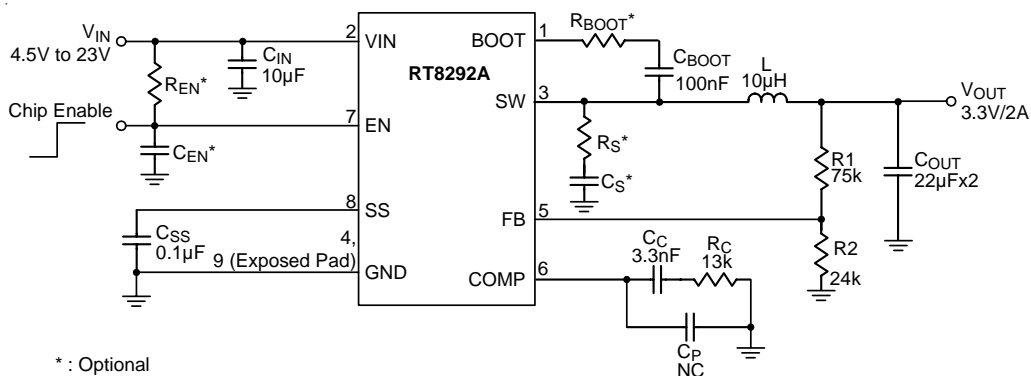 VIN
4.5V to 23V
REN*
CIN
10µF
Chip Enable
CEN*
CSS
0.1µF
2
VIN
7
EN
8
SS
4,
9 (Exposed Pad)
GND
RT8292A
BOOT
1
SW
3
FB
5
COMP
6
RBOOT*
CBOOT
100nF
L
10µH
RS*
CS*
VOUT
3.3V/2A
R1
75k
COUT
22µFx2
R2
24k
CC
3.3nF
RC
13k
CP
NC
* : Optional